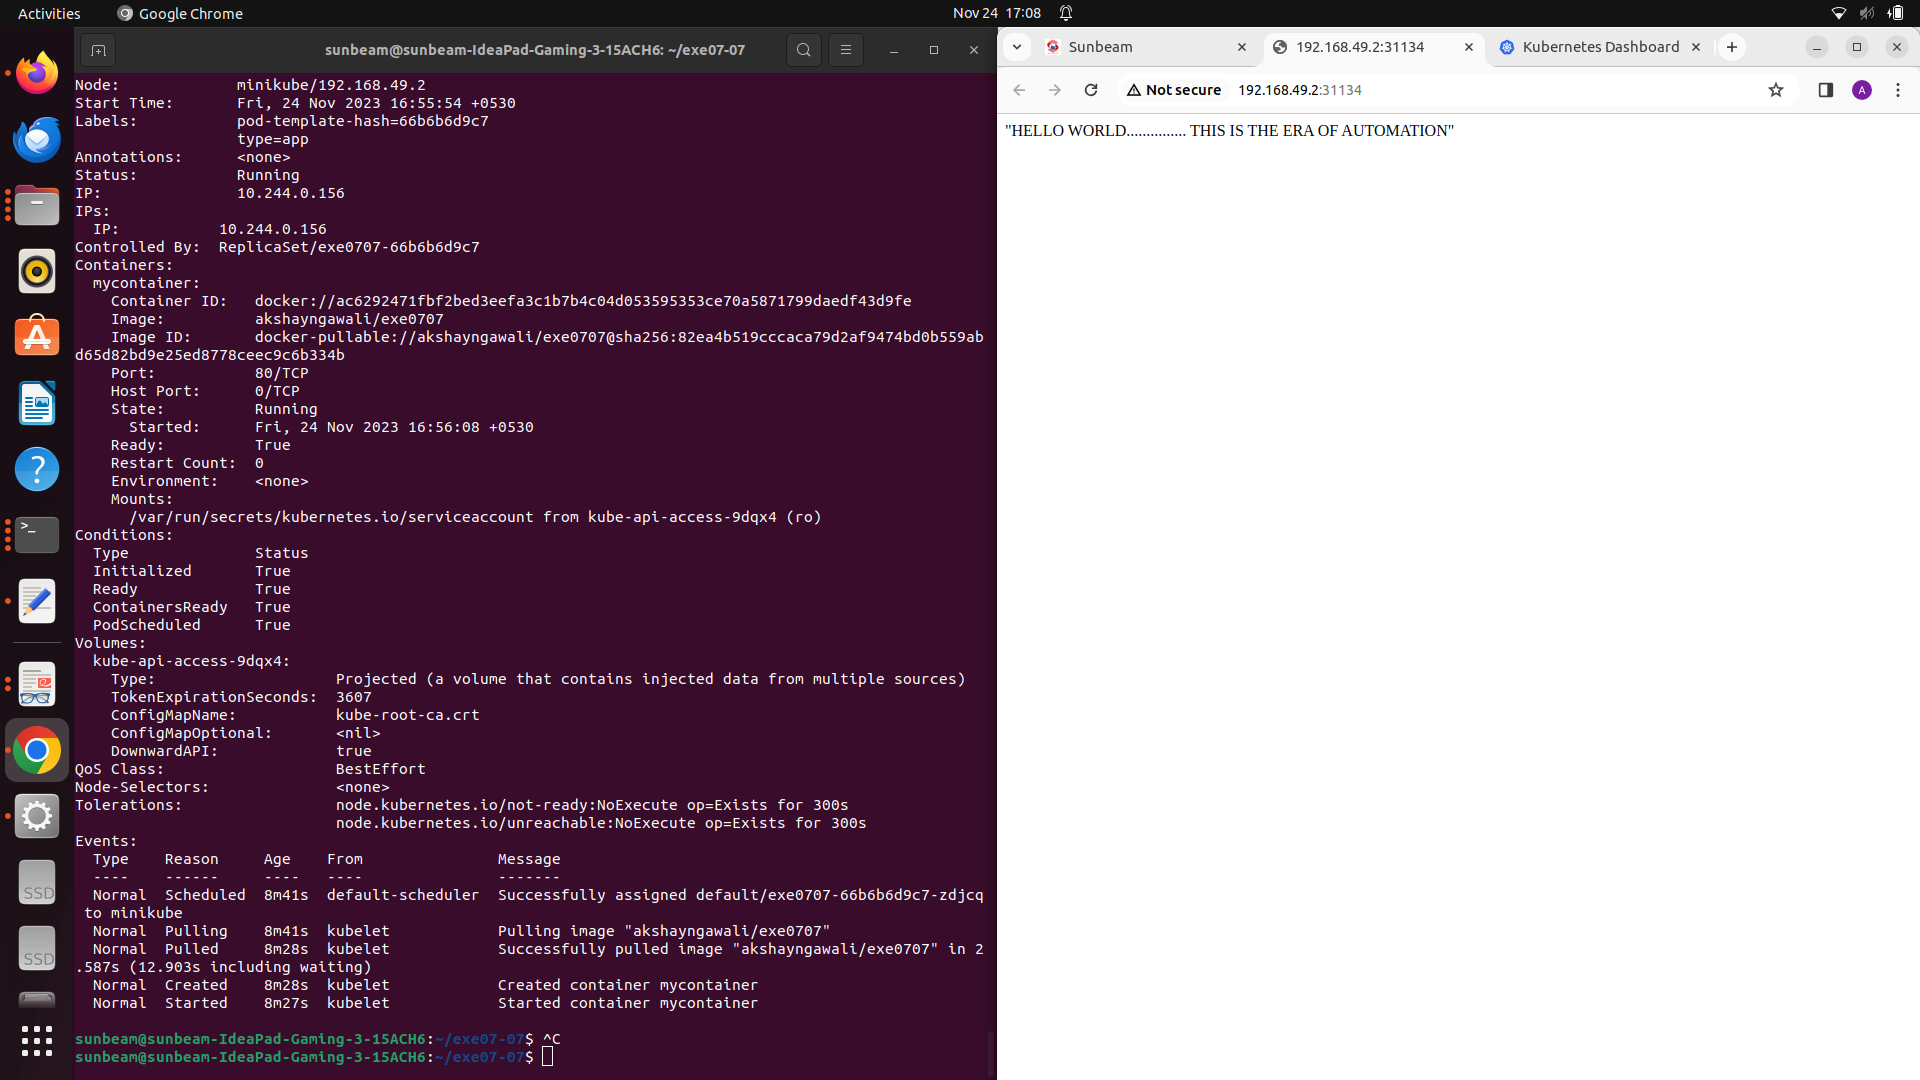 Activities
Google Chrome
Nov 24 17:08
sunbeam@sunbeam-IdeaPad-Gaming-3-15ACH6: ~/exe07-07
Node:             minikube/192.168.49.2
Start Time:       Fri, 24 Nov 2023 16:55:54 +0530
Labels:           pod-template-hash=66b6b6d9c7
                  type=app
Annotations:      <none>
Status:           Running
IP:               10.244.0.156
IPs:
  IP:           10.244.0.156
Controlled By:  ReplicaSet/exe0707-66b6b6d9c7
Containers:
  mycontainer:
    Container ID:   docker://ac6292471fbf2bed3eefa3c1b7b4c04d053595353ce70a5871799daedf43d9fe
    Image:          akshayngawali/exe0707
    Image ID:       docker-pullable://akshayngawali/exe0707@sha256:82ea4b519cccaca79d2af9474bd0b559ab
d65d82bd9e25ed8778ceec9c6b334b
    Port:           80/TCP
    Host Port:      0/TCP
    State:          Running
      Started:      Fri, 24 Nov 2023 16:56:08 +0530
    Ready:          True
    Restart Count:  0
    Environment:    <none>
    Mounts:
      /var/run/secrets/kubernetes.io/serviceaccount from kube-api-access-9dqx4 (ro)
Conditions:
  Type              Status
  Initialized       True
  Ready             True
  ContainersReady   True
  PodScheduled      True
Volumes:
  kube-api-access-9dqx4:
    Type:                    Projected (a volume that contains injected data from multiple sources)
    TokenExpirationSeconds:  3607
    ConfigMapName:           kube-root-ca.crt
    ConfigMapOptional:       <nil>
    DownwardAPI:             true
QoS Class:                   BestEffort
Node-Selectors:              <none>
Tolerations:                 node.kubernetes.io/not-ready:NoExecute op=Exists for 300s
                             node.kubernetes.io/unreachable:NoExecute op=Exists for 300s
Events:
  Type    Reason     Age   From               Message
  ----    ------     ----  ----               -------
  Normal  Scheduled  8m41s  default-scheduler  Successfully assigned default/exe0707-66b6b6d9c7-zdjcq
 to minikube
  Normal  Pulling    8m41s  kubelet            Pulling image "akshayngawali/exe0707"
  Normal  Pulled     8m28s  kubelet            Successfully pulled image "akshayngawali/exe0707" in 2
.587s (12.903s including waiting)
  Normal  Created    8m28s  kubelet            Created container mycontainer
  Normal  Started    8m27s  kubelet            Started container mycontainer
sunbeam@sunbeam-IdeaPad-Gaming-3-15ACH6:~/exe07-07$ ^C
sunbeam@sunbeam-IdeaPad-Gaming-3-15ACH6:~/exe07-07$
SSD
SSD
Sunbeam
192.168.49.2:31134
Kubernetes Dashboard
Not secure
192.168.49.2:31134
A
"HELLO WORLD............... THIS IS THE ERA OF AUTOMATION"